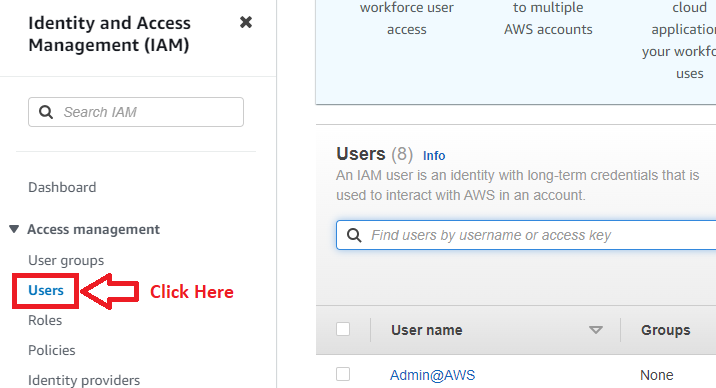 Identity and Access
Management (IAM)
Search IAM
Dashboard
Access management
User groups
Users
Click Here
Roles
Policies
Identity providers
workforce user
access
to multiple
AWS accounts
cloud
application
your workfo
uses
Users (8) Info
An IAM user is an identity with long-term credentials that is
used to interact with AWS in an account.
Find users by username or access key
User name Groups
Admin@AWS None